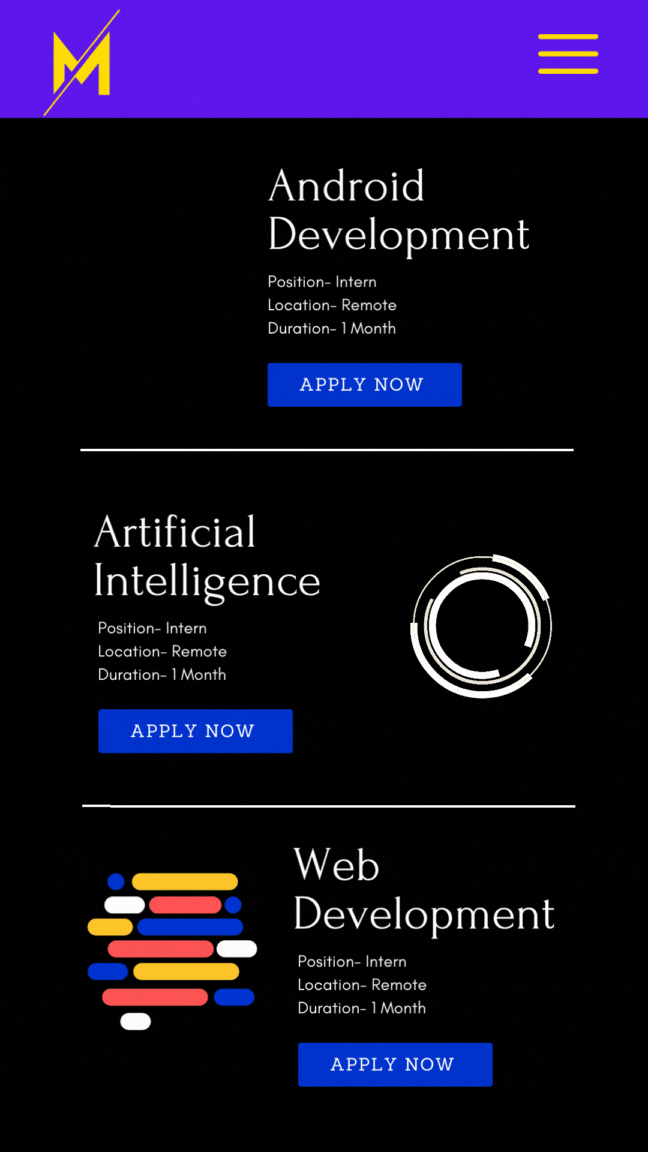 M
Android
Development
Position- Intern
Location- Remote
Duration- 1 Month
APPLY NOW
Artificial
Intelligence
Position- Intern
Location- Remote
Duration- 1 Month
APPLY NOW
Web
Development
Position- Intern
Location- Remote
Duration- 1 Month
APPLY NOW